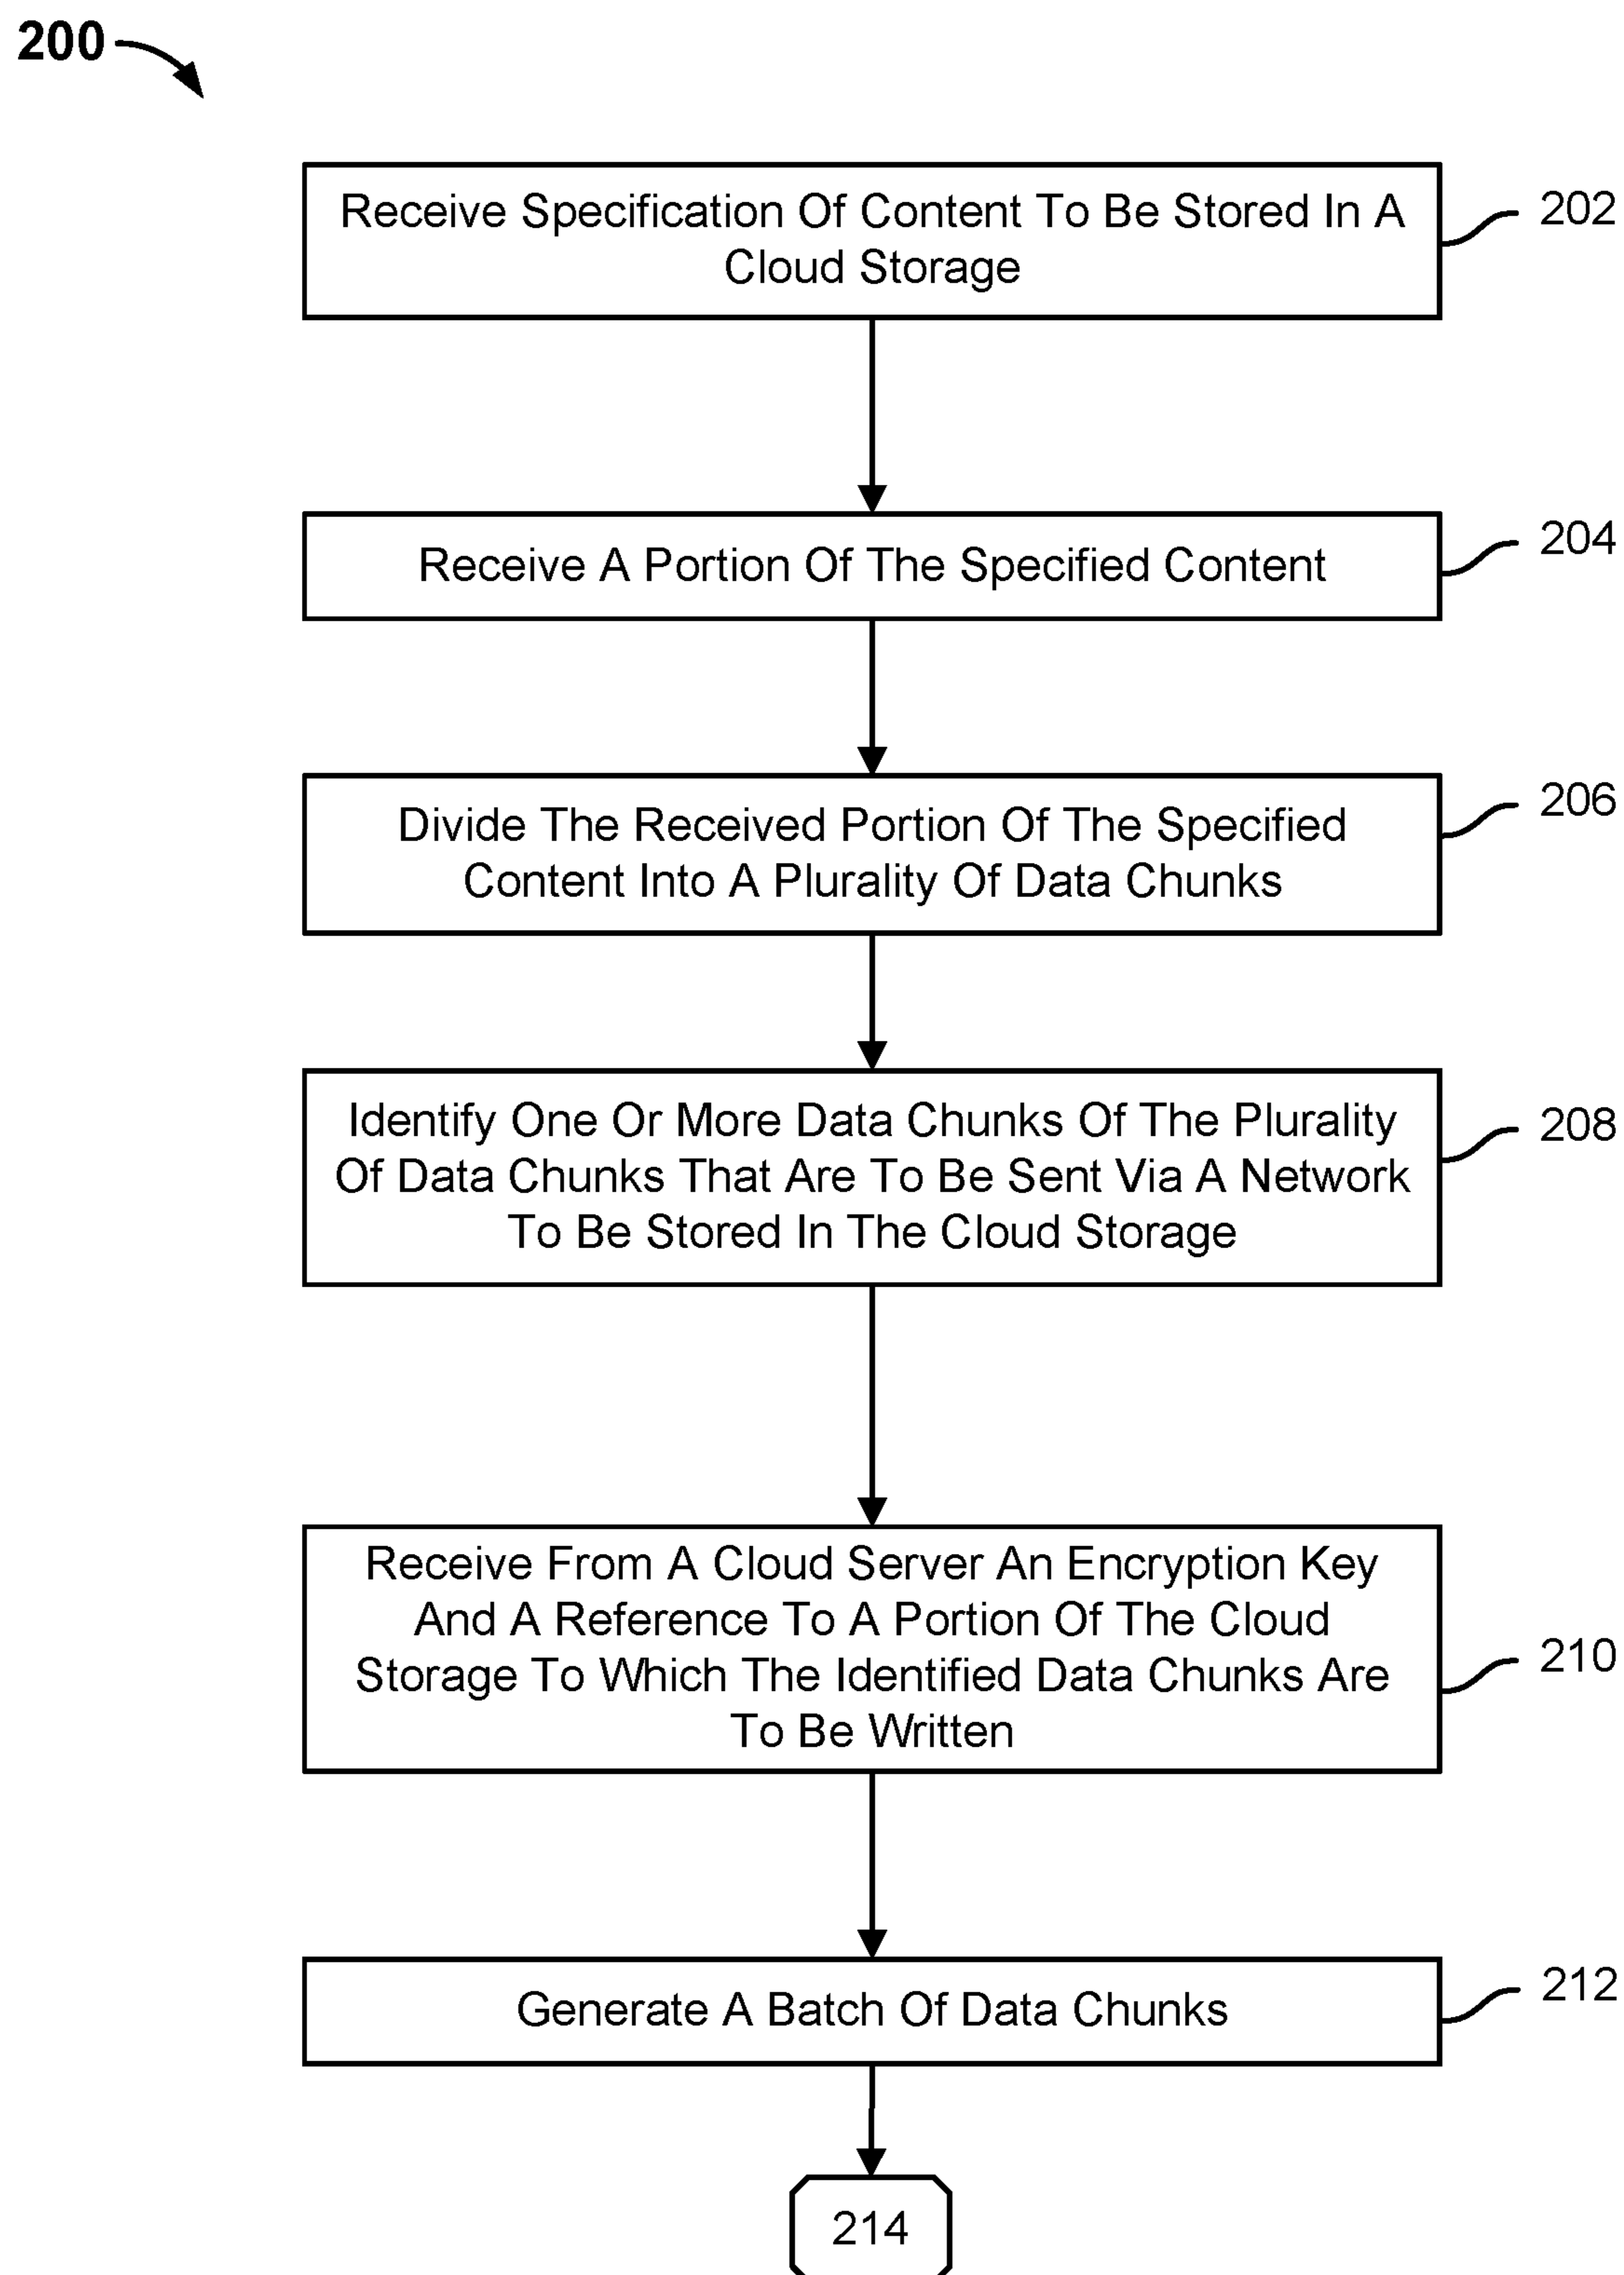 200
Receive Specification Of Content To Be Stored In A
Cloud Storage
202
Receive A Portion Of The Specified Content
204
Divide The Received Portion Of The Specified
Content Into A Plurality Of Data Chunks
206
Identify One Or More Data Chunks Of The Plurality
Of Data Chunks That Are To Be Sent Via A Network
To Be Stored In The Cloud Storage
208
Receive From A Cloud Server An Encryption Key
And A Reference To A Portion Of The Cloud
Storage To Which The Identified Data Chunks Are
To Be Written
210
Generate A Batch Of Data Chunks
212
214